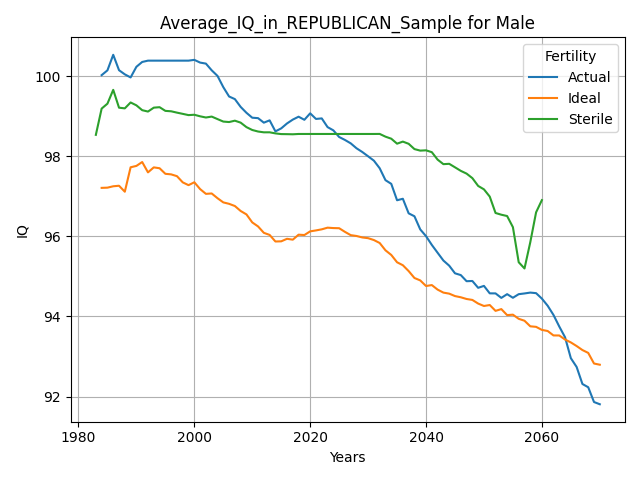 Average_IQ_in_REPUBLICAN_Sample for Male
Fertility
Actual
Ideal
Sterile
IQ
100
98
96
94
92
1980
2000
2020
2040
2060
Years